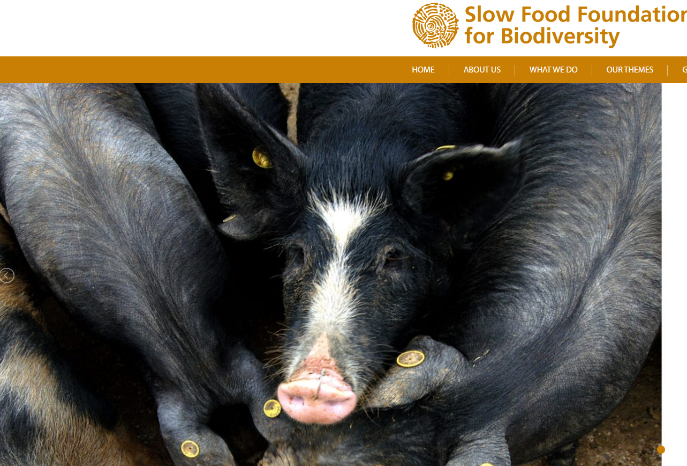 Slow Food Foundation
for Biodiversity
HOME
ABOUT US
WHAT WE DO
OUR THEMES
G